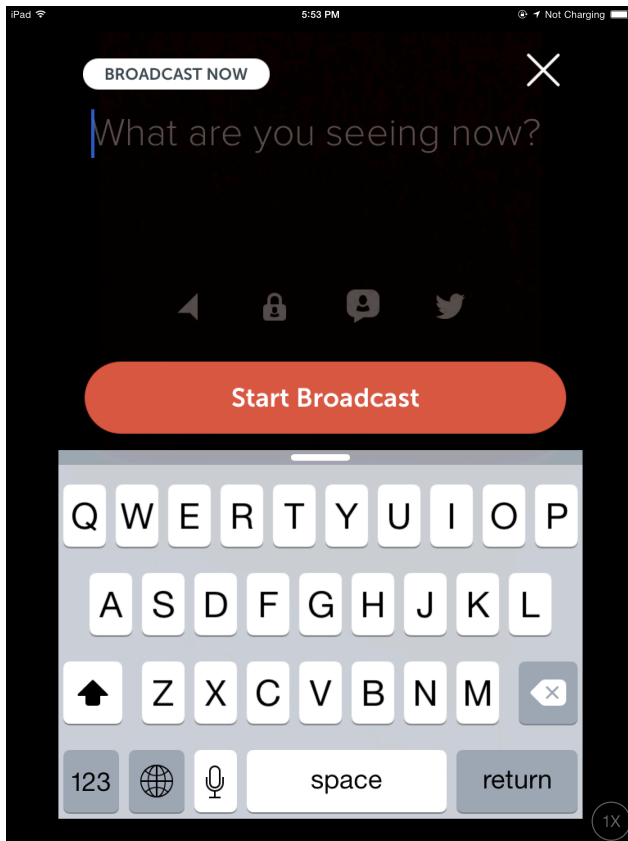 iPad 5:53 PM Not Charging
BROADCAST NOW
What are you seeing now?
Start Broadcast
Q W E R T Y U I O P
A S D F G H J K L
Z X C V B N M
123 space return
1X